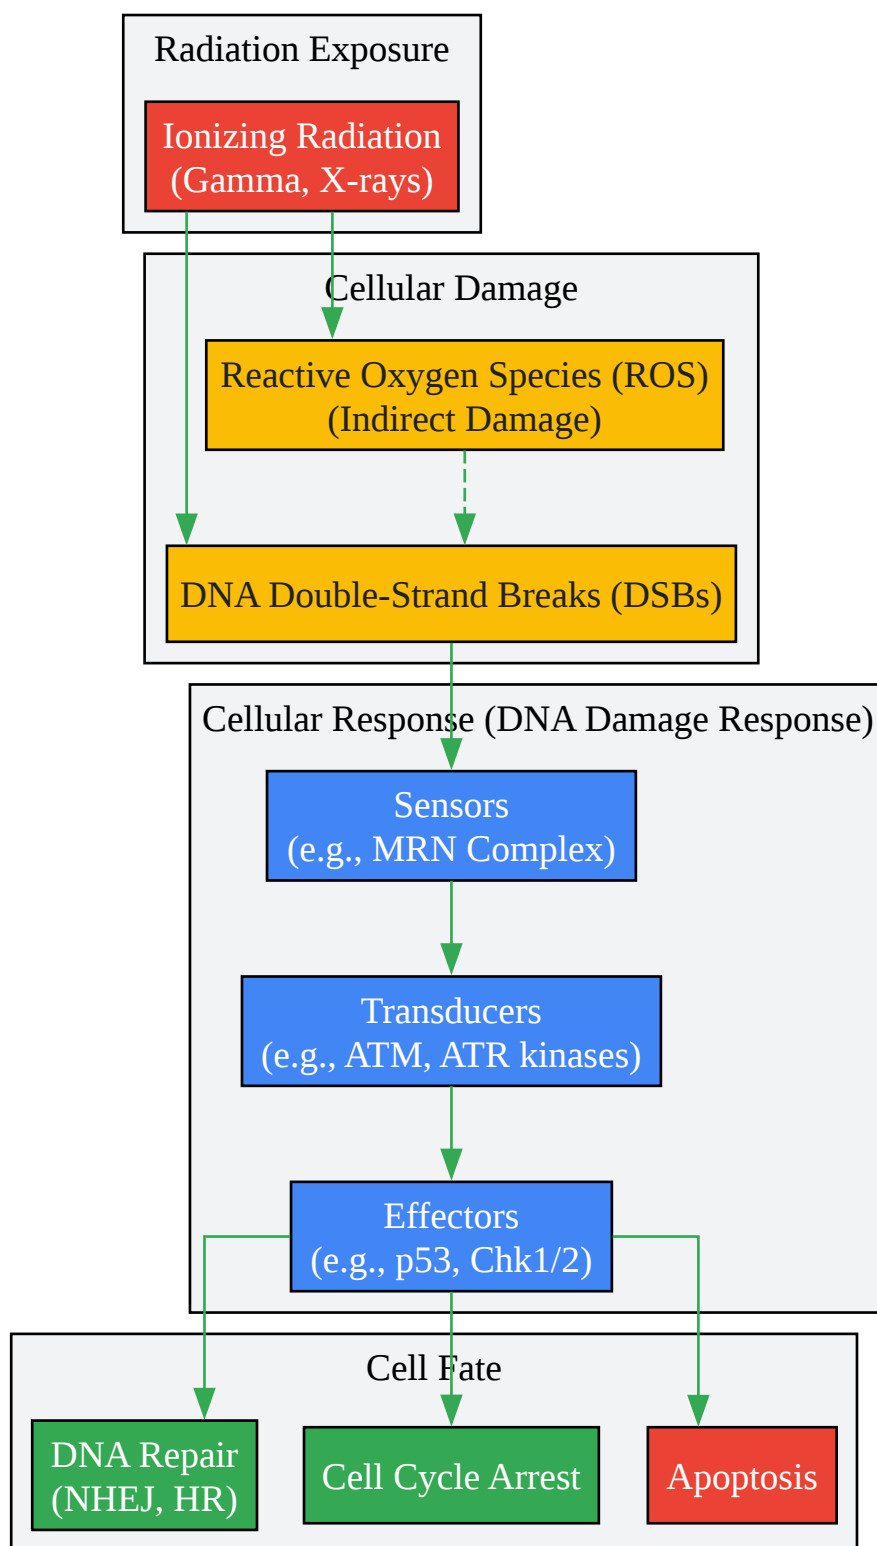 Radiation Exposure
Ionizing Radiation
(Gamma, X-rays)
Cellular Damage
Reactive Oxygen Species (ROS)
(Indirect Damage)
DNA Double-Strand Breaks (DSBs)
Cellular Response (DNA Damage Response)
Sensors
(e.g., MRN Complex)
Transducers
(e.g., ATM, ATR kinases)
Effectors
(e.g., p53, Chk1/2)
Cell Fate
DNA Repair
(NHEJ, HR)
Cell Cycle Arrest
Apoptosis